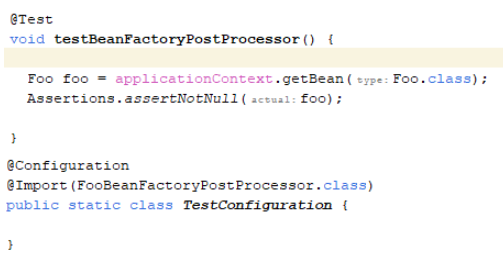 @Test
void testBeanFactoryPostProcessor() {
Foo foo = applicationContext.getBean( type: Foo.class);
Assertions.assertNotNull( actual: foo);
}
@Configuration
@Import(FooBeanFactoryPostProcessor.class)
public static class TestConfiguration {
}